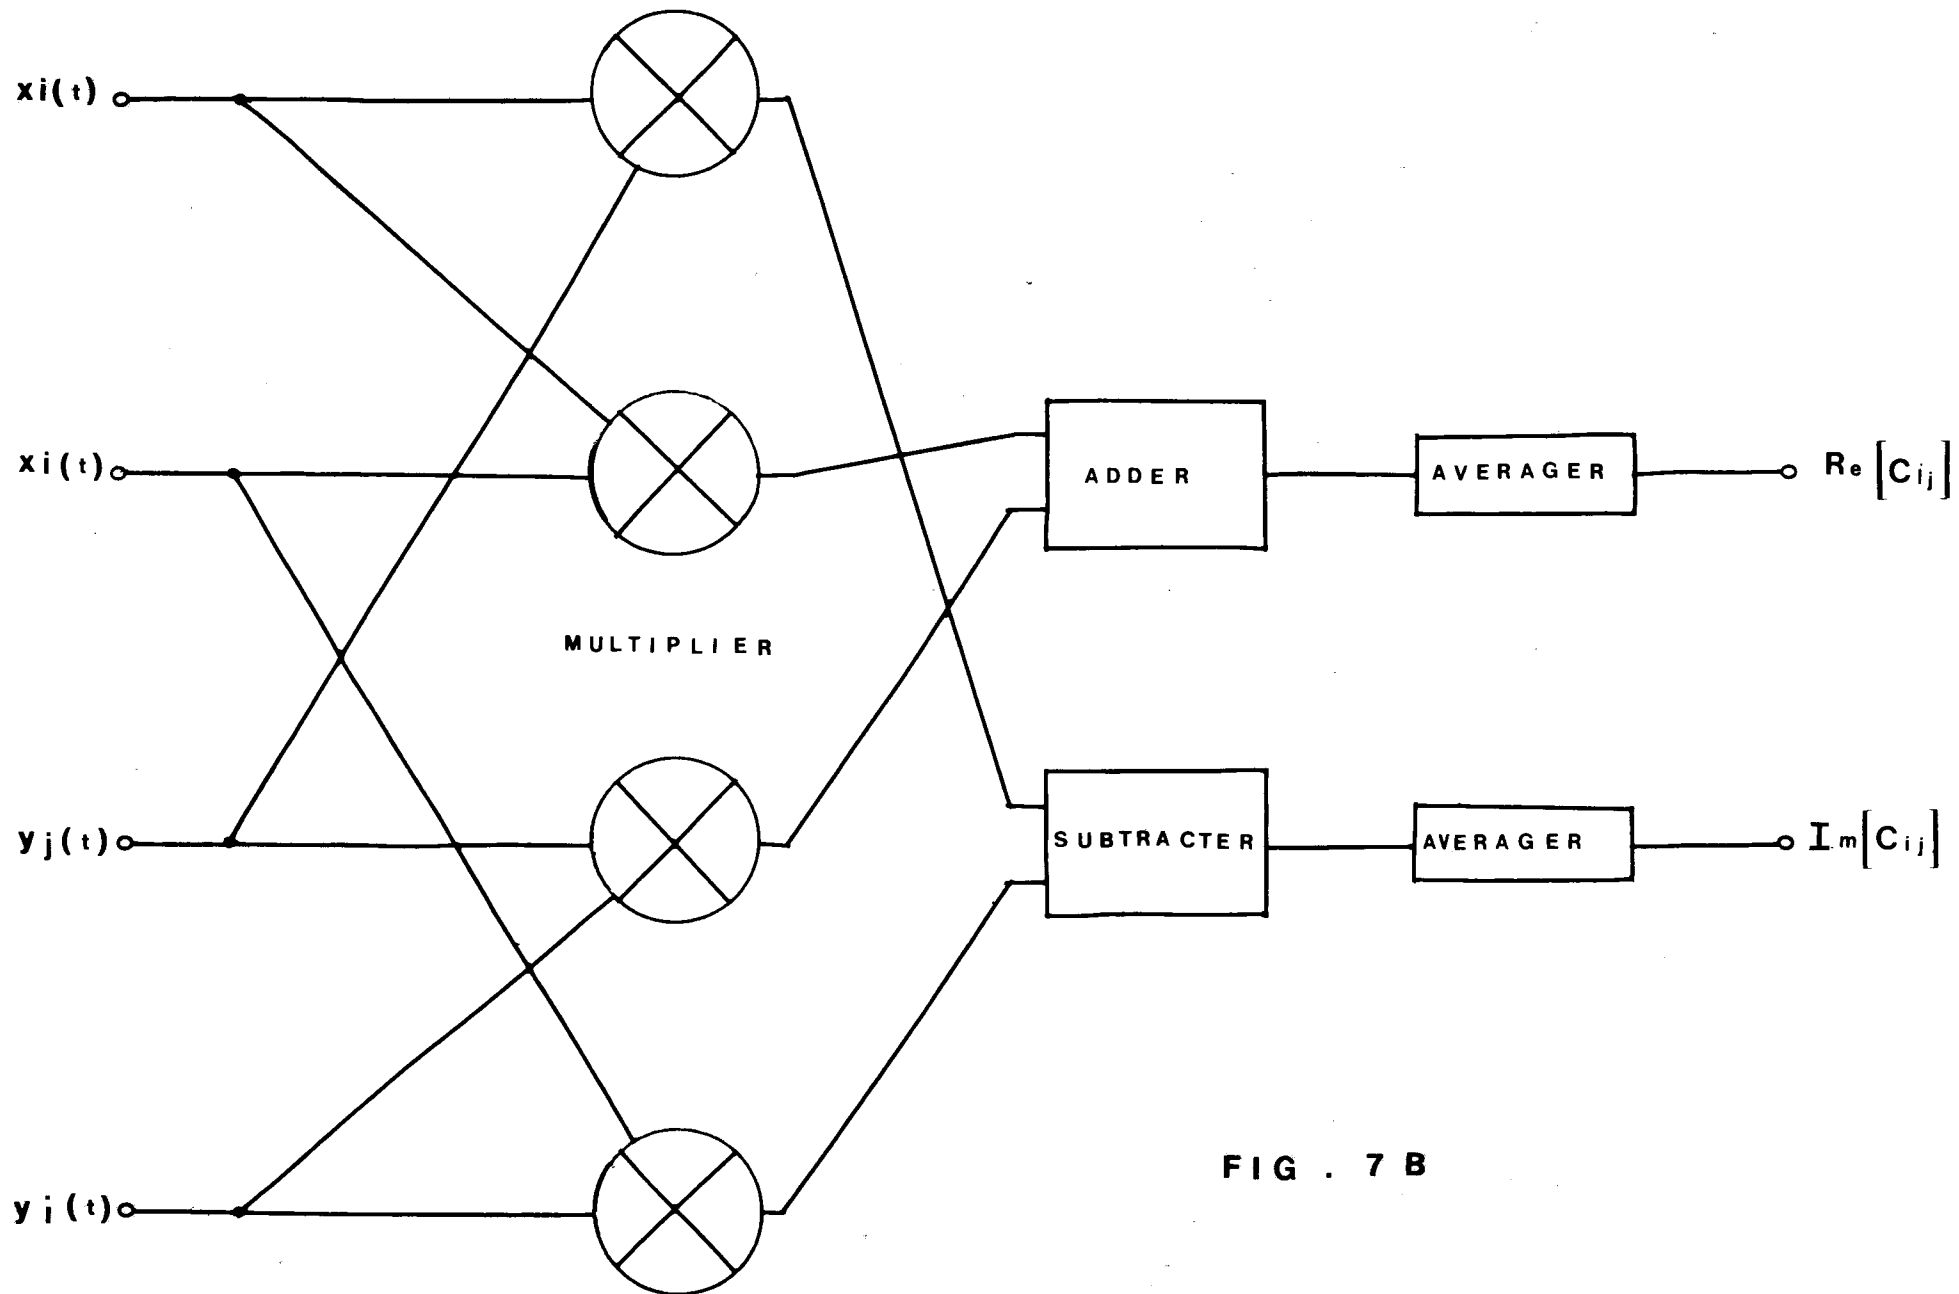 xi(t)
xi(t)
yj(t)
yi(t)
MULTIPLIER
ADDER
AVERAGER
Re[Cij]
SUBTRACTER
AVERAGER
Im[Cij]
FIG. 7B